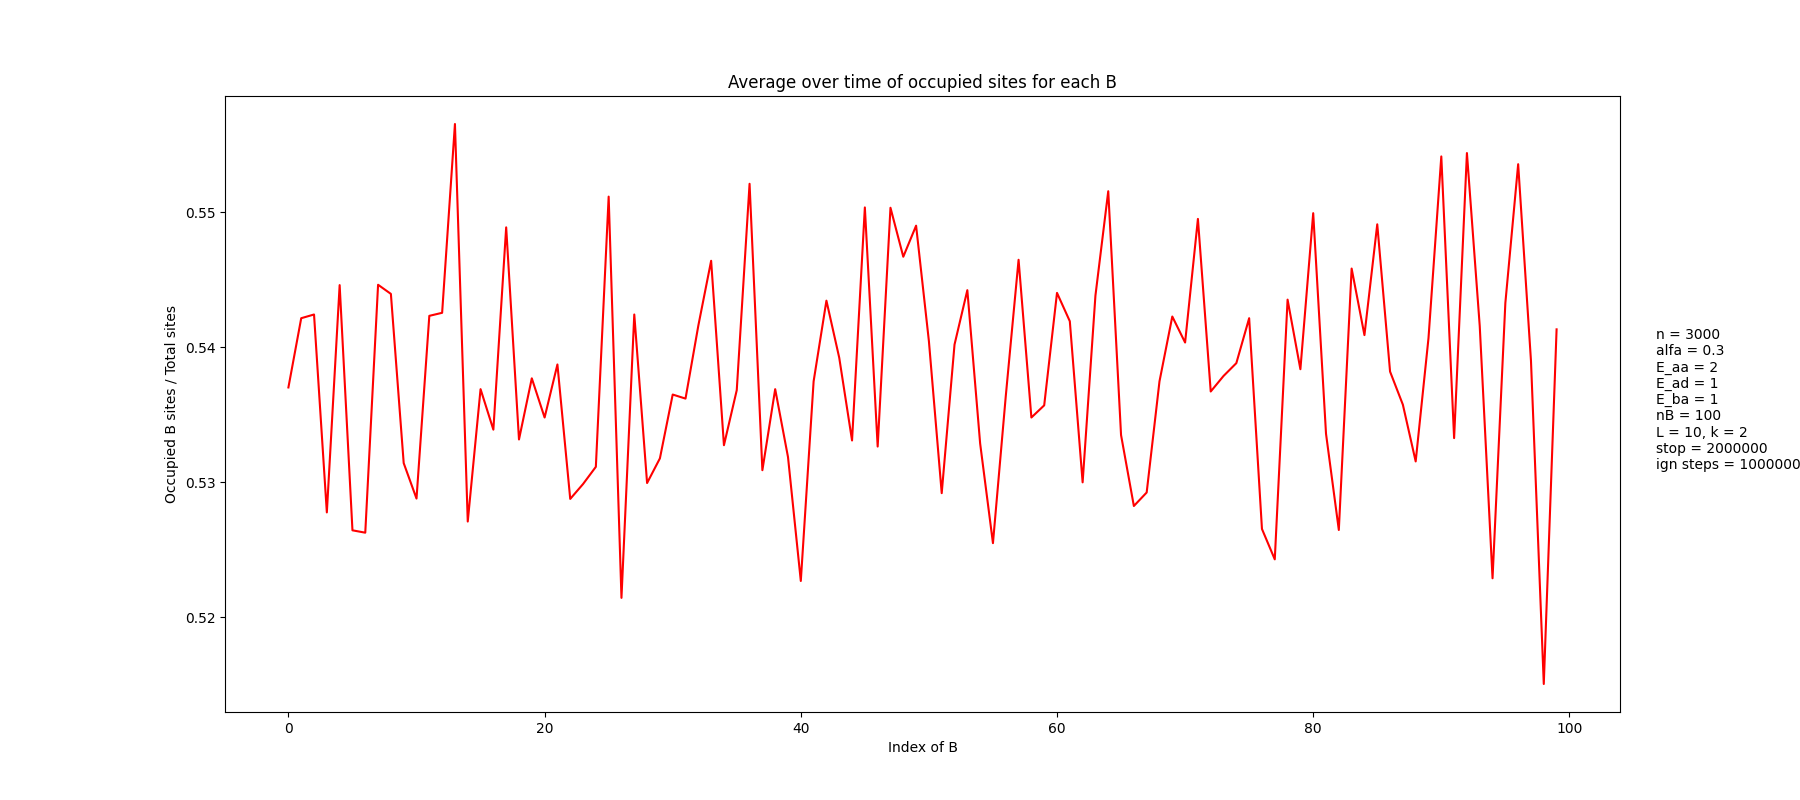 Average over time of occupied sites for each B
Occupied B sites / Total sites
0.55
0.54
0.53
0.52
0
20
40
60
80
100
Index of B
n = 3000
alfa = 0.3
E_aa = 2
E_ad = 1
E_ba = 1
nB = 100
L = 10, k = 2
stop = 2000000
ign steps = 1000000